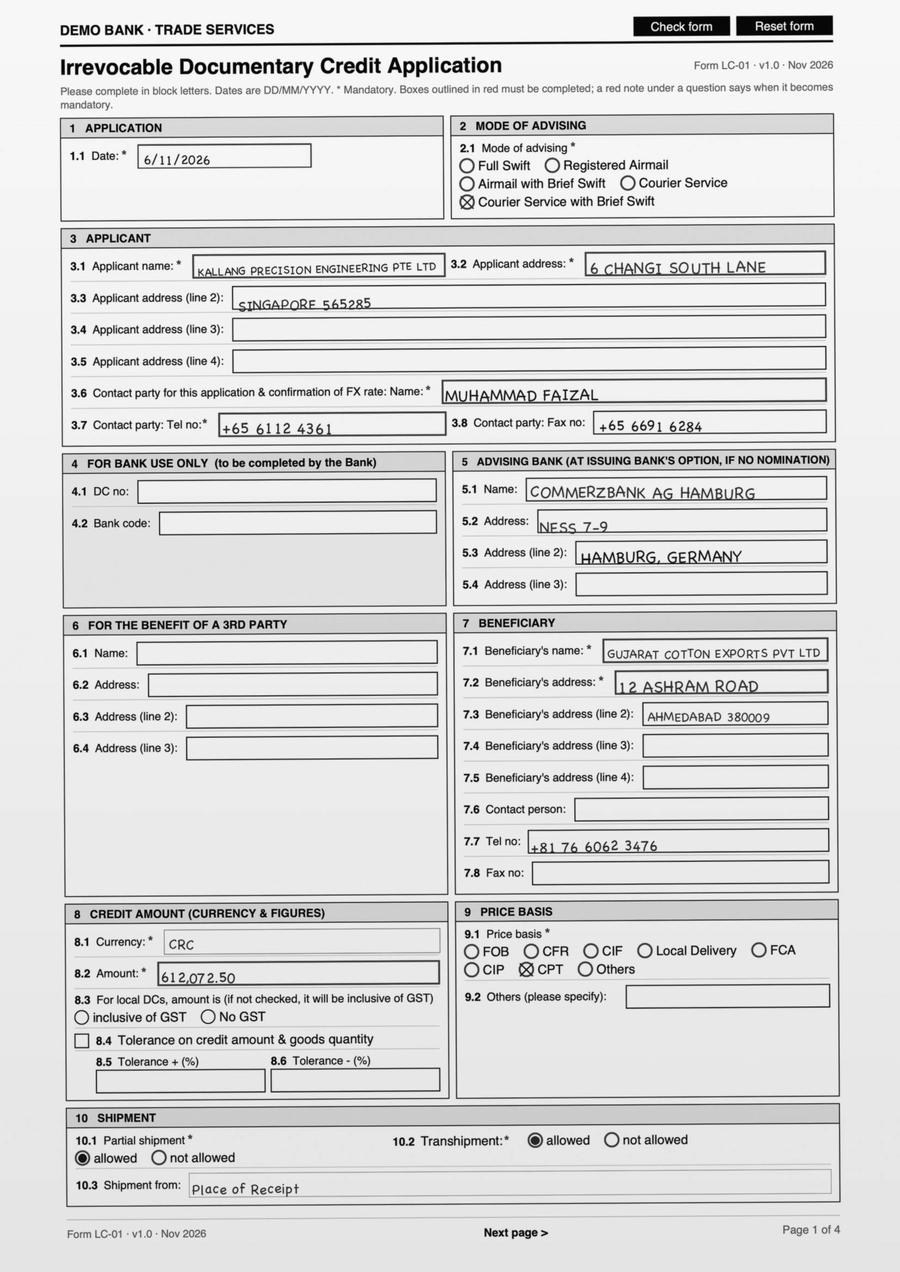 DEMO BANK · TRADE SERVICES
Check form Reset form
Irrevocable Documentary Credit Application
Form LC-01 · v1.0 · Nov 2026
Please complete in block letters. Dates are DD/MM/YYYY. * Mandatory. Boxes outlined in red must be completed; a red note under a question says when it becomes
mandatory.
1 APPLICATION
1.1 Date: * 6/11/2026
2 MODE OF ADVISING
2.1 Mode of advising *
Full Swift Registered Airmail
Airmail with Brief Swift Courier Service
Courier Service with Brief Swift
3 APPLICANT
3.1 Applicant name: * KALLANG PRECISION ENGINEERING PTE LTD 3.2 Applicant address: * 6 CHANGI SOUTH LANE
3.3 Applicant address (line 2): SINGAPORE 565285
3.4 Applicant address (line 3):
3.5 Applicant address (line 4):
3.6 Contact party for this application & confirmation of FX rate: Name: * MUHAMMAD FAIZAL
3.7 Contact party: Tel no:* +65 6112 4361 3.8 Contact party: Fax no: +65 6691 6284
4 FOR BANK USE ONLY (to be completed by the Bank)
4.1 DC no:
4.2 Bank code:
5 ADVISING BANK (AT ISSUING BANK'S OPTION, IF NO NOMINATION)
5.1 Name: COMMERZBANK AG HAMBURG
5.2 Address: NESS 7-9
5.3 Address (line 2): HAMBURG, GERMANY
5.4 Address (line 3):
6 FOR THE BENEFIT OF A 3RD PARTY
6.1 Name:
6.2 Address:
6.3 Address (line 2):
6.4 Address (line 3):
7 BENEFICIARY
7.1 Beneficiary's name: * GUJARAT COTTON EXPORTS PVT LTD
7.2 Beneficiary's address: * 12 ASHRAM ROAD
7.3 Beneficiary's address (line 2): AHMEDABAD 380009
7.4 Beneficiary's address (line 3):
7.5 Beneficiary's address (line 4):
7.6 Contact person:
7.7 Tel no: +81 76 6062 3476
7.8 Fax no:
8 CREDIT AMOUNT (CURRENCY & FIGURES)
8.1 Currency: * CRC
8.2 Amount: * 612,072.50
8.3 For local DCs, amount is (if not checked, it will be inclusive of GST)
inclusive of GST No GST
8.4 Tolerance on credit amount & goods quantity
8.5 Tolerance + (%) 8.6 Tolerance - (%)
9 PRICE BASIS
9.1 Price basis *
FOB CFR CIF Local Delivery FCA
CIP CPT Others
9.2 Others (please specify):
10 SHIPMENT
10.1 Partial shipment * 10.2 Transhipment:* allowed not allowed
allowed not allowed
10.3 Shipment from: Place of Receipt
Form LC-01 · v1.0 · Nov 2026 Next page > Page 1 of 4